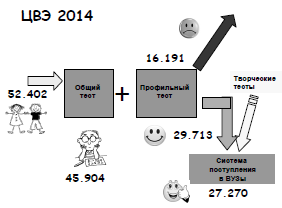 ЦВЭ 2014
16.191
52.402
Общий
тест
+
Профильный
тест
Творческие
тесты
29.713
45.904
Система
поступления
в ВУЗы
27.270